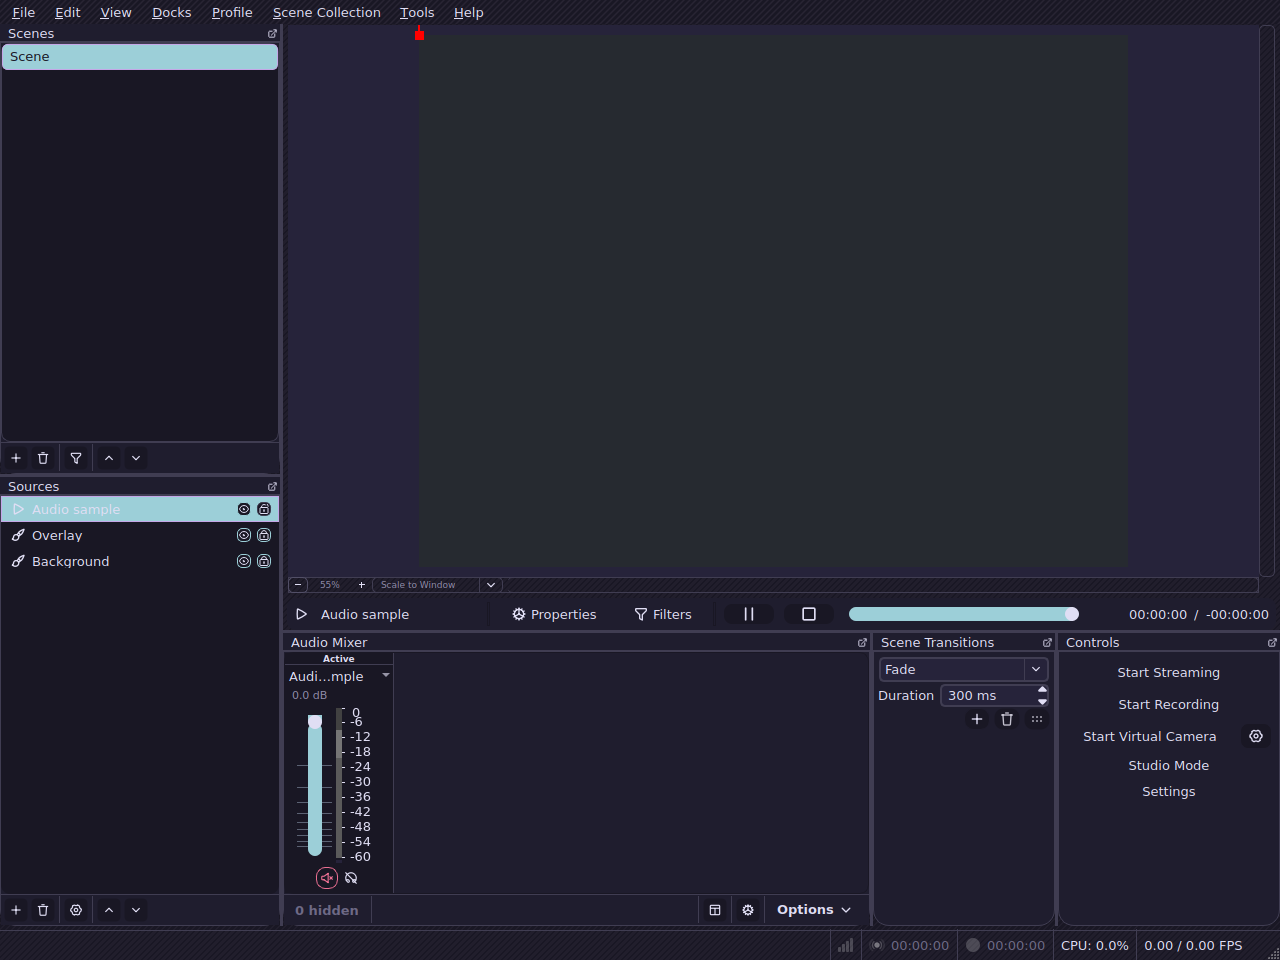 File Edit View Docks Profile Scene Collection Tools Help
Scenes
Scene
Sources
Audio sample
Overlay
Background
55% Scale to Window
Audio sample Properties Filters 00:00:00 / -00:00:00
Audio Mixer
Active
Audi...mple
0.0 dB
0
-6
-12
-18
-24
-30
-36
-42
-48
-54
-60
0 hidden Options
Scene Transitions
Fade
Duration 300 ms
Controls
Start Streaming
Start Recording
Start Virtual Camera
Studio Mode
Settings
00:00:00 00:00:00 CPU: 0.0% 0.00 / 0.00 FPS